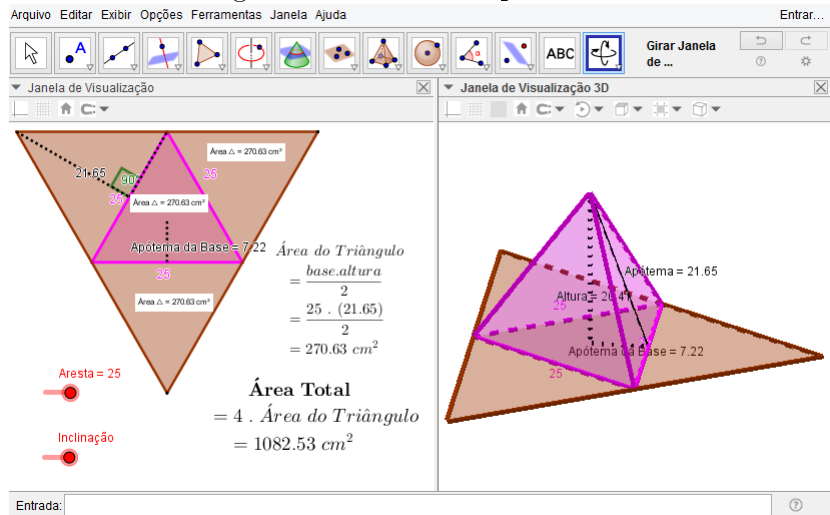 Arquivo Editar Exibir Opções Ferramentas Janela Ajuda Entrar...
A ABC Girar Janela de ...
Janela de Visualização
Janela de Visualização 3D
Área △ = 270.63 cm²
21.65
90°
25
25
Área △ = 270.63 cm²
Apótema da Base = 7.22
25
Área △ = 270.63 cm²
Área do Triângulo
= base.altura / 2
= 25 . (21.65) / 2
= 270.63 cm²
Aresta = 25
Área Total
= 4 . Área do Triângulo
= 1082.53 cm²
Inclinação
Apótema = 21.65
Altura = 20.41
25
Apótema da Base = 7.22
25
Entrada: